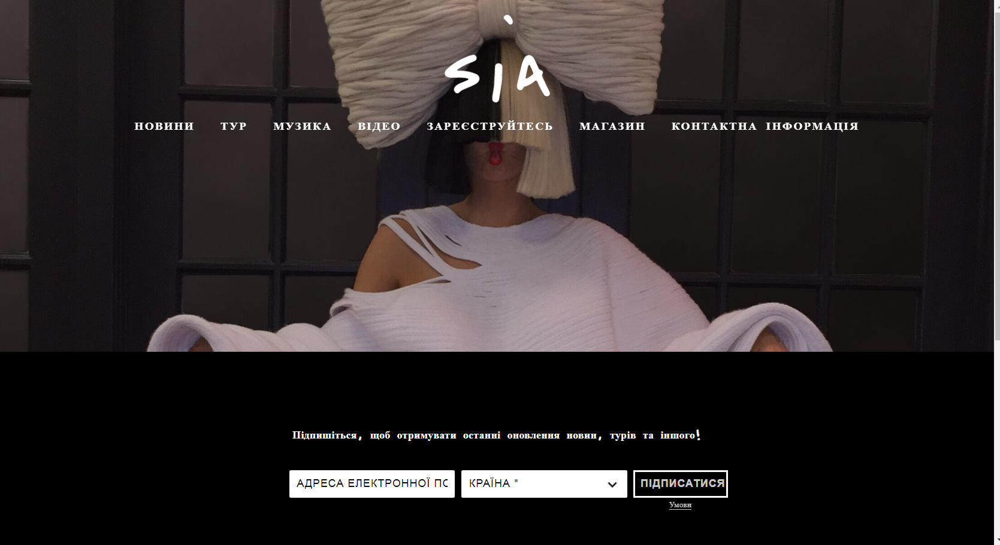 SIA
НОВИНИ ТУР МУЗИКА ВІДЕО ЗАРЕЄСТРУЙТЕСЬ МАГАЗИН КОНТАКТНА ІНФОРМАЦІЯ
Підпишіться, щоб отримувати останні оновлення новин, турів та іншого!
АДРЕСА ЕЛЕКТРОННОЇ ПО КРАЇНА * ПІДПИСАТИСЯ
Умови